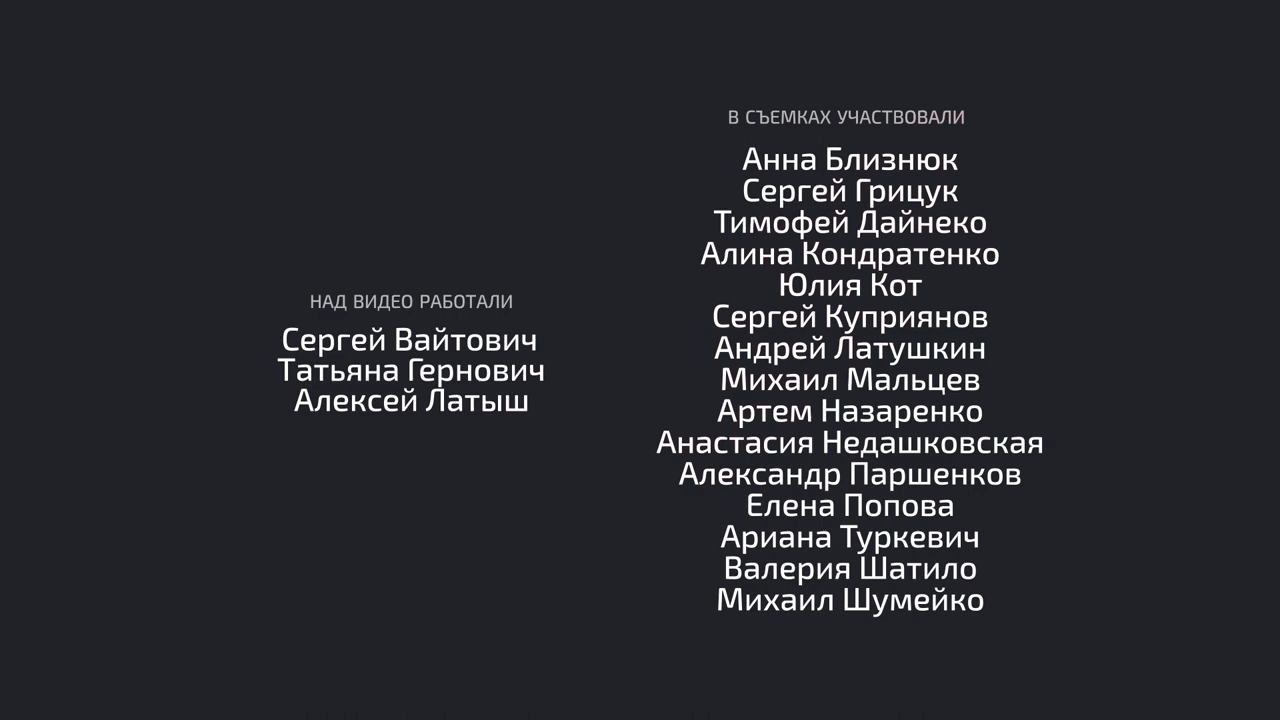 НАД ВИДЕО РАБОТАЛИ
Сергей Вайтович
Татьяна Гернович
Алексей Латыш
В СЪЕМКАХ УЧАСТВОВАЛИ
Анна Близнюк
Сергей Грицук
Тимофей Дайнеко
Алина Кондратенко
Юлия Кот
Сергей Куприянов
Андрей Латушкин
Михаил Мальцев
Артем Назаренко
Анастасия Недашковская
Александр Паршенков
Елена Попова
Ариана Туркевич
Валерия Шатило
Михаил Шумейко